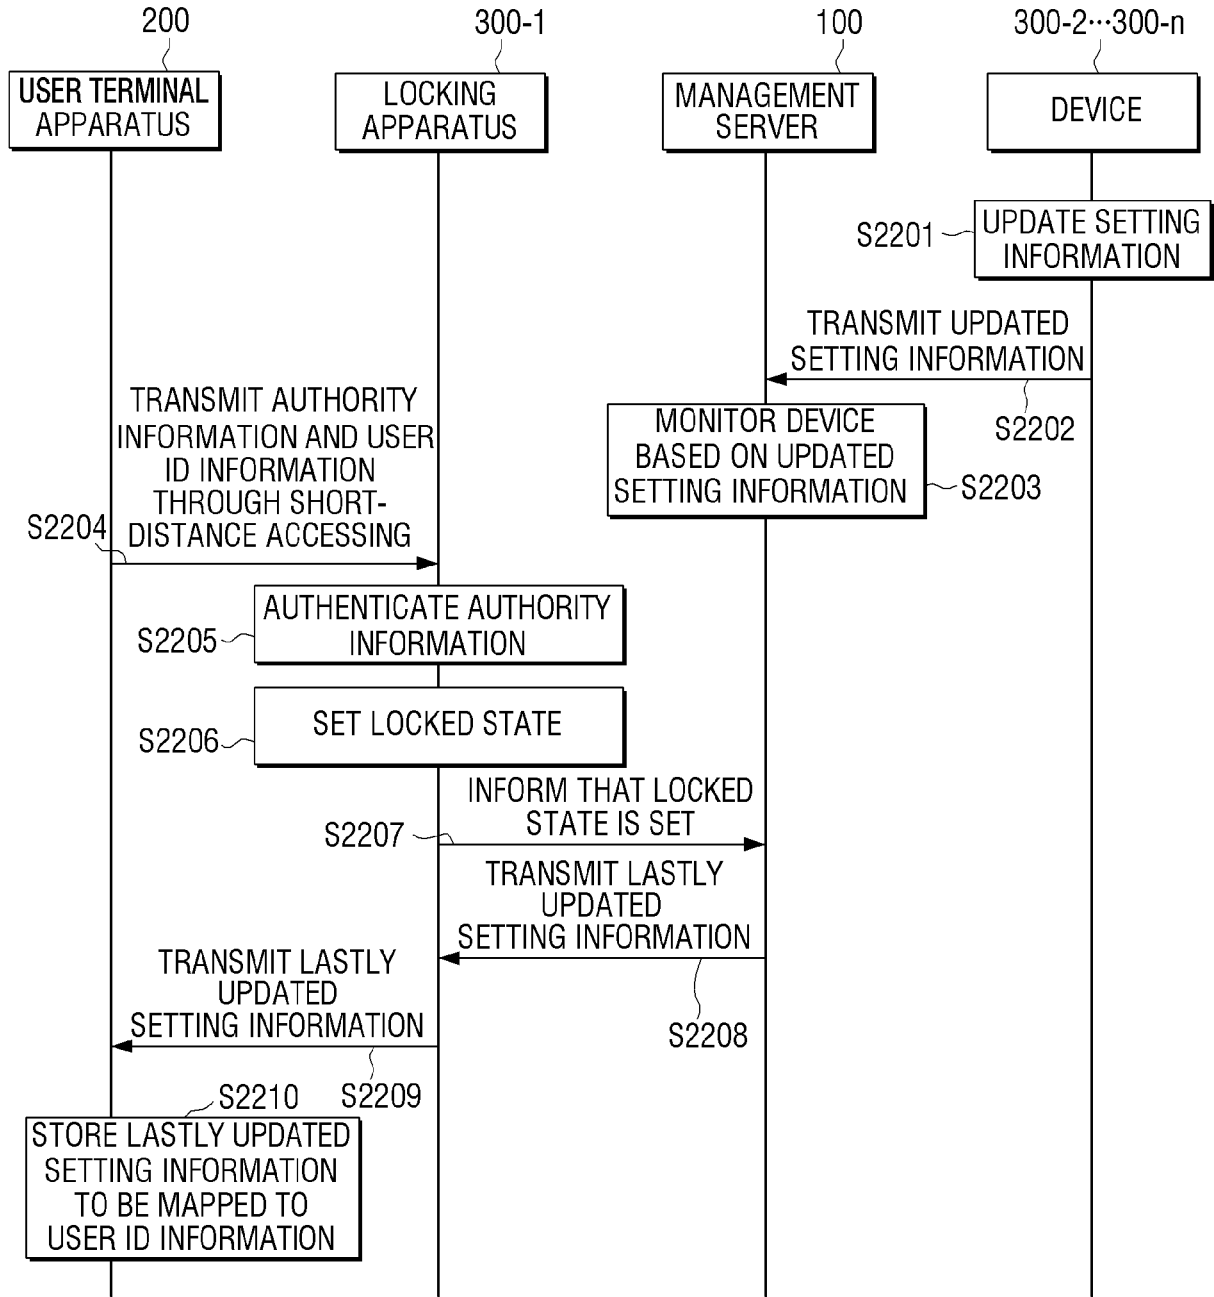 200
300-1
100
300-2···300-n
USER TERMINAL
APPARATUS
LOCKING
APPARATUS
MANAGEMENT
SERVER
DEVICE
S2201
UPDATE SETTING
INFORMATION
TRANSMIT UPDATED
SETTING INFORMATION
S2202
MONITOR DEVICE
BASED ON UPDATED
SETTING INFORMATION
S2203
TRANSMIT AUTHORITY
INFORMATION AND USER
ID INFORMATION
THROUGH SHORT-
DISTANCE ACCESSING
S2204
AUTHENTICATE AUTHORITY
INFORMATION
S2205
SET LOCKED STATE
S2206
INFORM THAT LOCKED
STATE IS SET
S2207
TRANSMIT LASTLY
UPDATED
SETTING INFORMATION
S2208
TRANSMIT LASTLY
UPDATED
SETTING INFORMATION
S2209
S2210
STORE LASTLY UPDATED
SETTING INFORMATION
TO BE MAPPED TO
USER ID INFORMATION